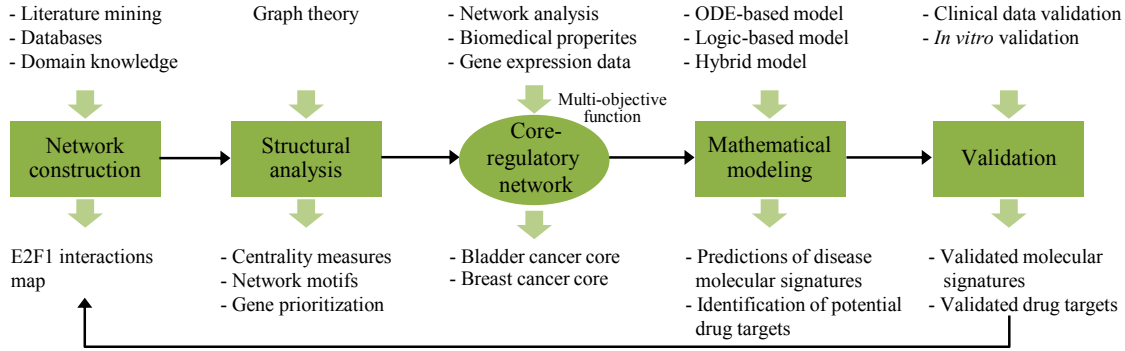 - Literature mining
- Databases
- Domain knowledge
Graph theory
- Network analysis
- Biomedical properites
- Gene expression data
- ODE-based model
- Logic-based model
- Hybrid model
- Clinical data validation
- In vitro validation
Multi-objective
function
Network
construction
Structural
analysis
Core-
regulatory
network
Mathematical
modeling
Validation
E2F1 interactions
map
- Centrality measures
- Network motifs
- Gene prioritization
- Bladder cancer core
- Breast cancer core
- Predictions of disease
molecular signatures
- Identification of potential
drug targets
- Validated molecular
signatures
- Validated drug targets